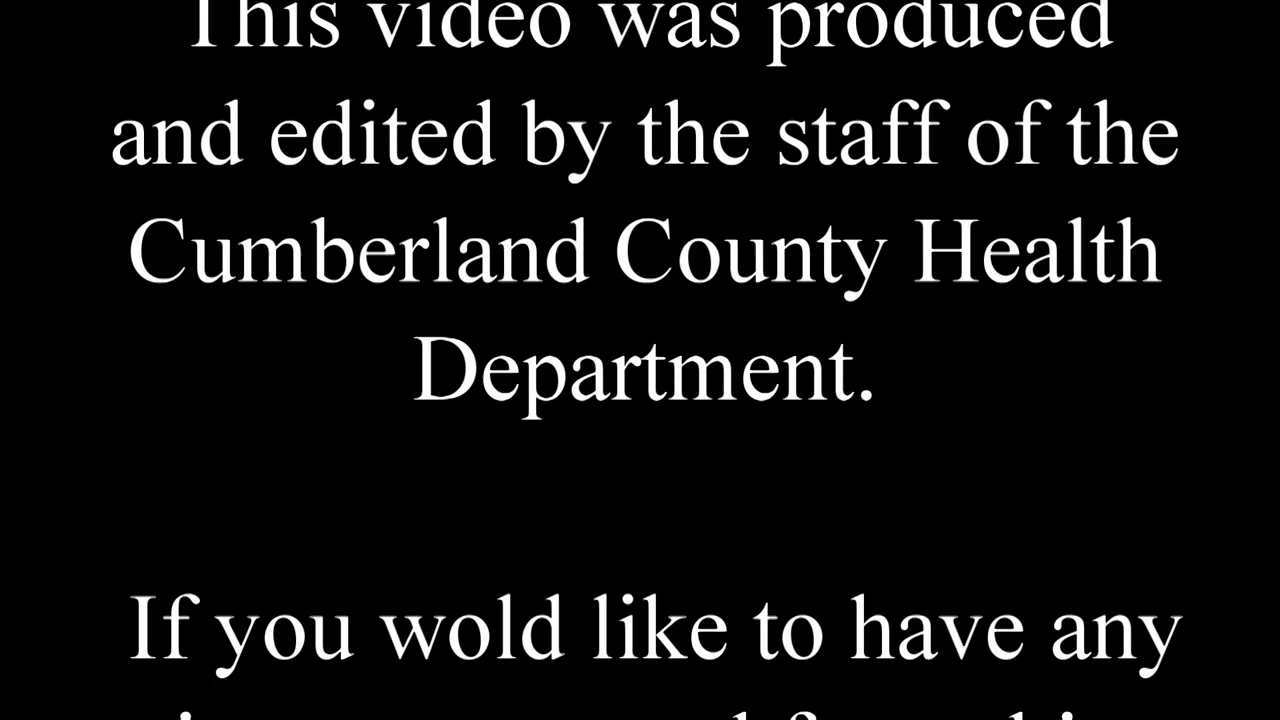 This video was produced
and edited by the staff of the
Cumberland County Health
Department.
If you wold like to have any